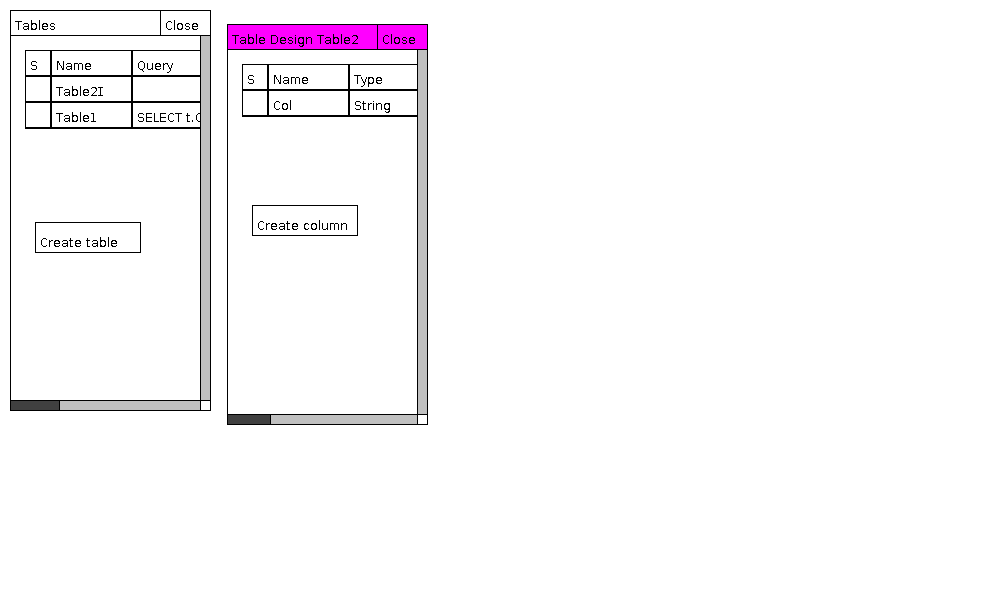 Tables Close
S Name Query
Table2I
Table1 SELECT t.
Create table
Table Design Table2 Close
S Name Type
Col String
Create column